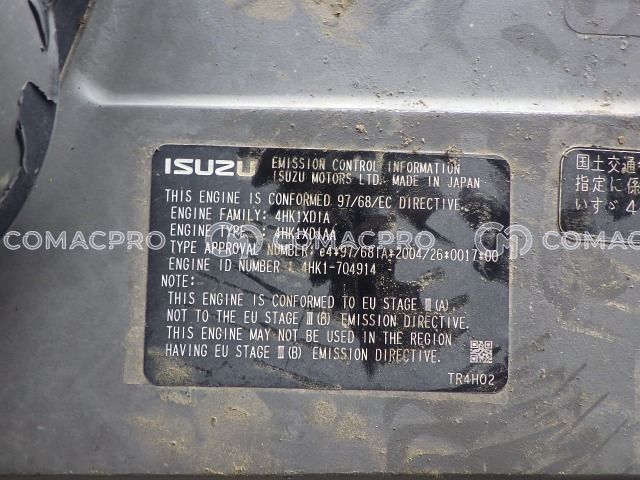 ISUZU EMISSION CONTROL INFORMATION
ISUZU MOTORS LTD. MADE IN JAPAN
THIS ENGINE IS CONFORMED 97/68/EC DIRECTIVE.
ENGINE FAMILY: 4HK1XD1A
ENGINE TYPE : 4HK1XDIAA
TYPE APPROVAL NUMBER: e4*97/68IA*2004/26*0017*00
ENGINE ID NUMBER : 4HK1-704914
NOTE:
THIS ENGINE IS CONFORMED TO EU STAGE Ⅲ(A)
NOT TO THE EU STAGE Ⅲ(B) EMISSION DIRECTIVE.
THIS ENGINE MAY NOT BE USED IN THE REGION
HAVING EU STAGE Ⅲ(B) EMISSION DIRECTIVE.
TR4H02
国土交通
指定に係
いすゞ4
COMACPRO COMACPRO COMACPRO